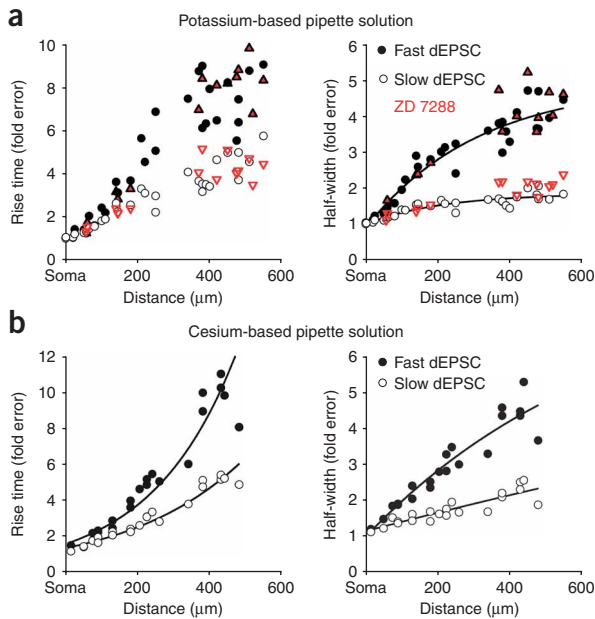 a
Potassium-based pipette solution
Rise time (fold error)
10
8
6
4
2
0
Soma 200 400 600
Distance (μm)
Half-width (fold error)
6
5
4
3
2
1
0
Soma 200 400 600
Distance (μm)
Fast dEPSC
Slow dEPSC
ZD 7288
b
Cesium-based pipette solution
Rise time (fold error)
12
10
8
6
4
2
0
Soma 200 400 600
Distance (μm)
Half-width (fold error)
6
5
4
3
2
1
0
Soma 200 400 600
Distance (μm)
Fast dEPSC
Slow dEPSC